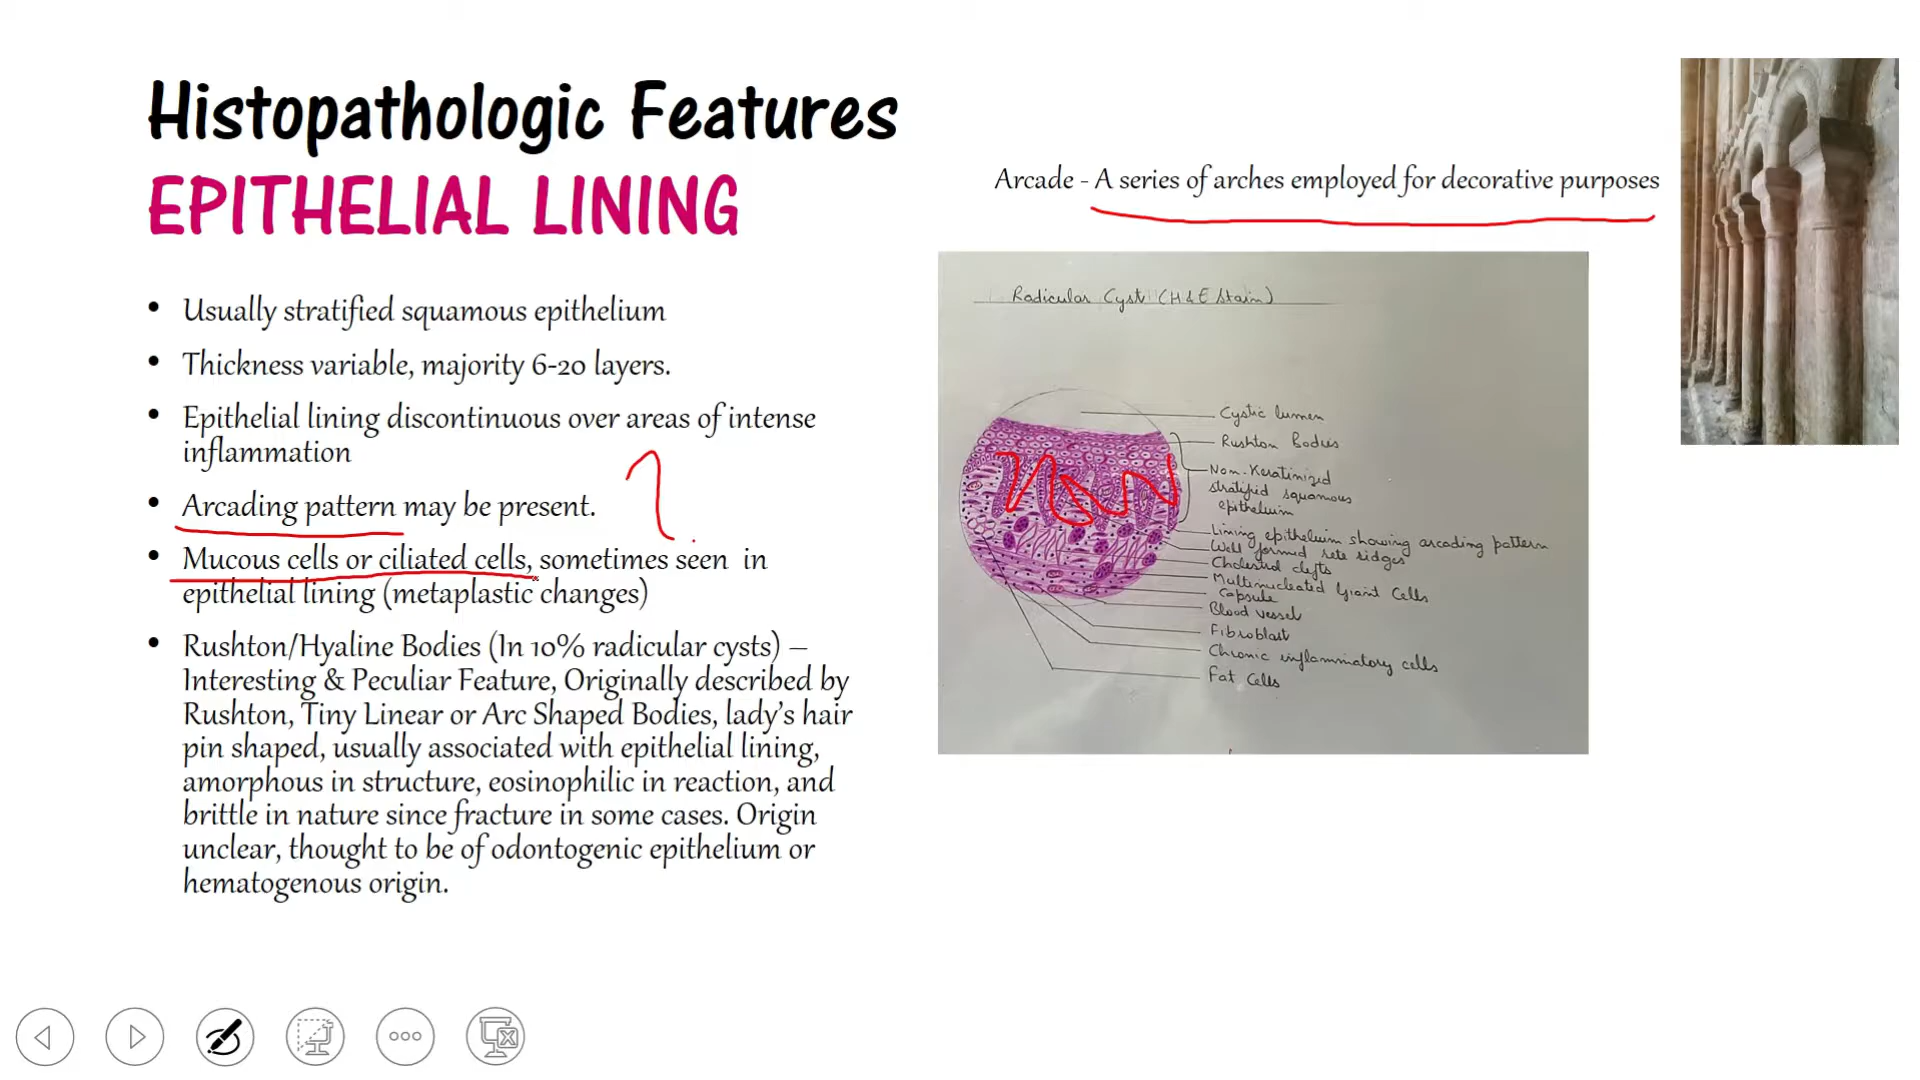 Histopathologic Features
EPITHELIAL LINING
• Usually stratified squamous epithelium
• Thickness variable, majority 6-20 layers.
• Epithelial lining discontinuous over areas of intense
inflammation
• Arcading pattern may be present.
• Mucous cells or ciliated cells, sometimes seen in
epithelial lining (metaplastic changes)
• Rushton/Hyaline Bodies (In 10% radicular cysts) –
Interesting & Peculiar Feature, Originally described by
Rushton, Tiny Linear or Arc Shaped Bodies, lady's hair
pin shaped, usually associated with epithelial lining,
amorphous in structure, eosinophilic in reaction, and
brittle in nature since fracture in some cases. Origin
unclear, thought to be of odontogenic epithelium or
hematogenous origin.
Arcade - A series of arches employed for decorative purposes
Radicular Cyst (H & E Stain)
Cystic lumen
Rushton Bodies
Non-Keratinized
stratified squamous
epithelium
Lining epithelium showing arcading pattern
Well formed rete ridges
Cholestrol clefts
Multinucleated Giant Cells
Capsule
Blood vessel
Fibroblast
Chronic inflammatory cells
Fat Cells